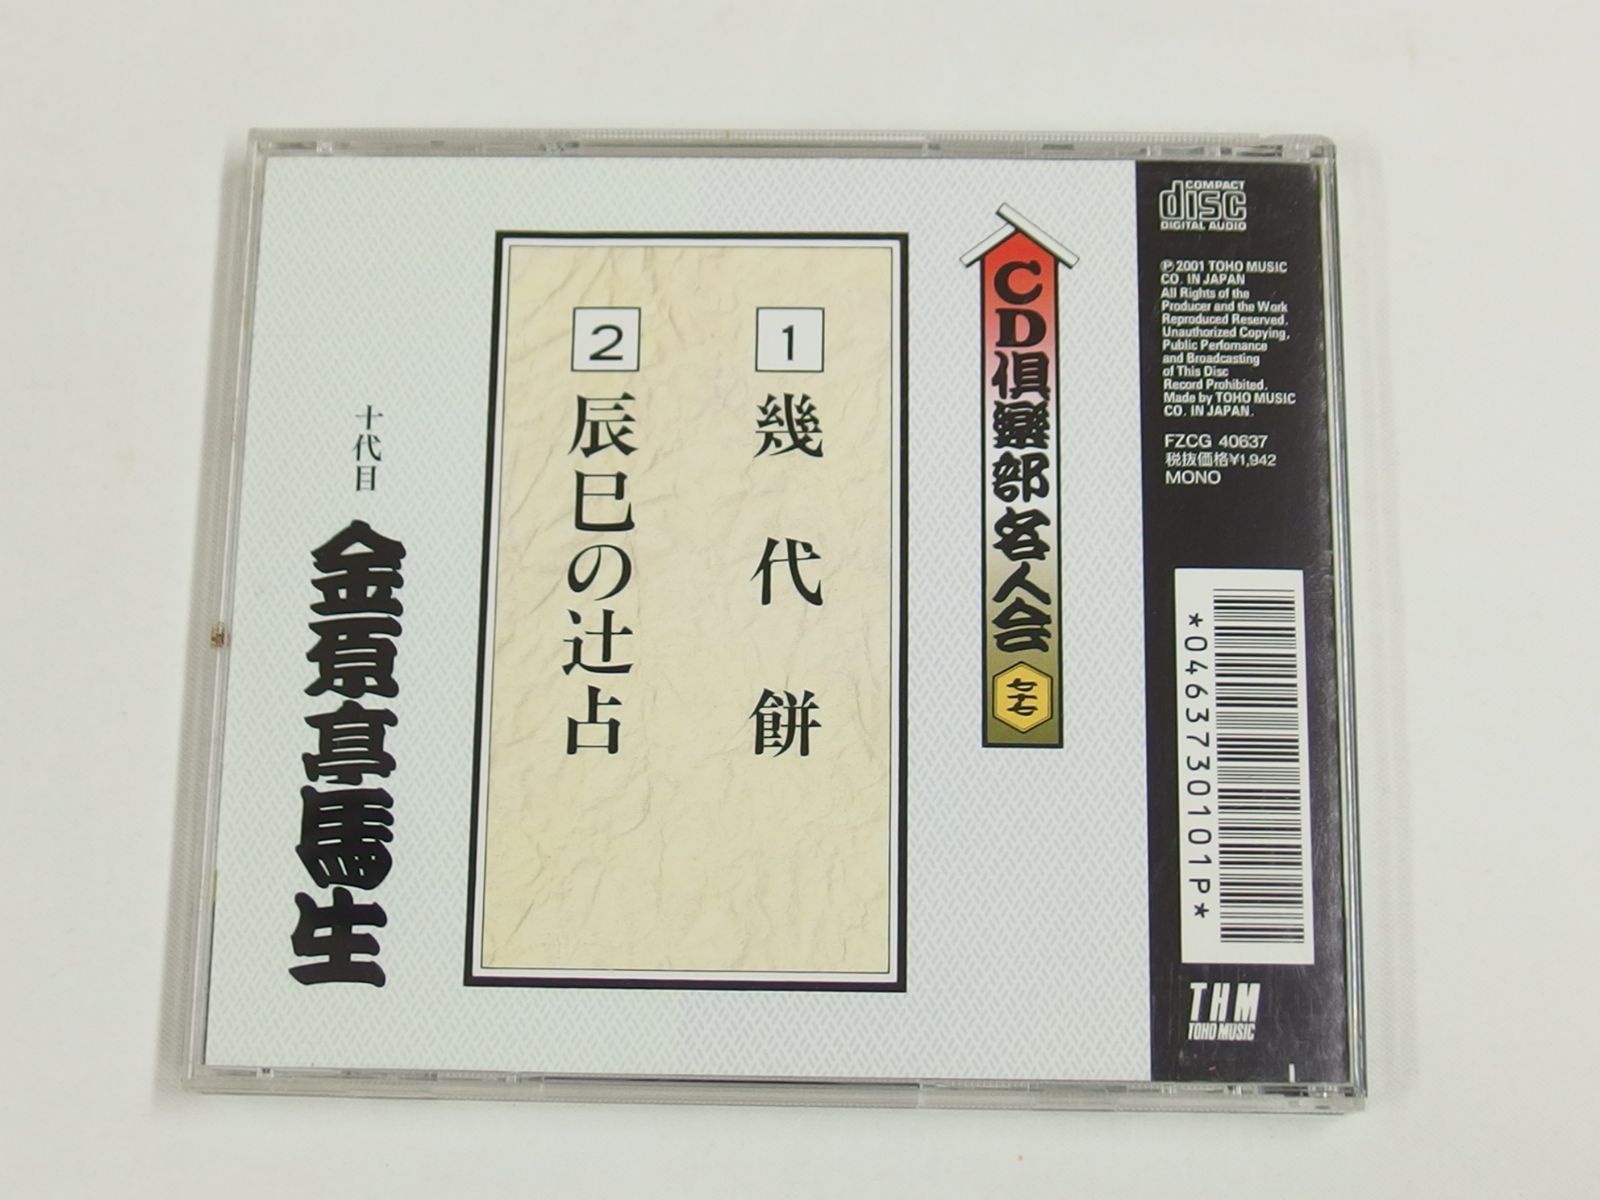 COMPACT
disc
DIGITAL AUDIO
Ⓟ2001 TOHO MUSIC
CO. IN JAPAN
All Rights of the
Producer and the Work
Reproduced Reserved.
Unauthorized Copying,
Public Perfomance
and Broadcasting
of This Disc
Record Prohibited.
Made by TOHO MUSIC
CO. IN JAPAN.
FZCG 40637
税抜価格¥1,942
MONO
*0463730101P*
THM
TOHO MUSIC
CD倶楽部名人会
1 幾代餅
2 辰巳の辻占
十代目 金原亭馬生